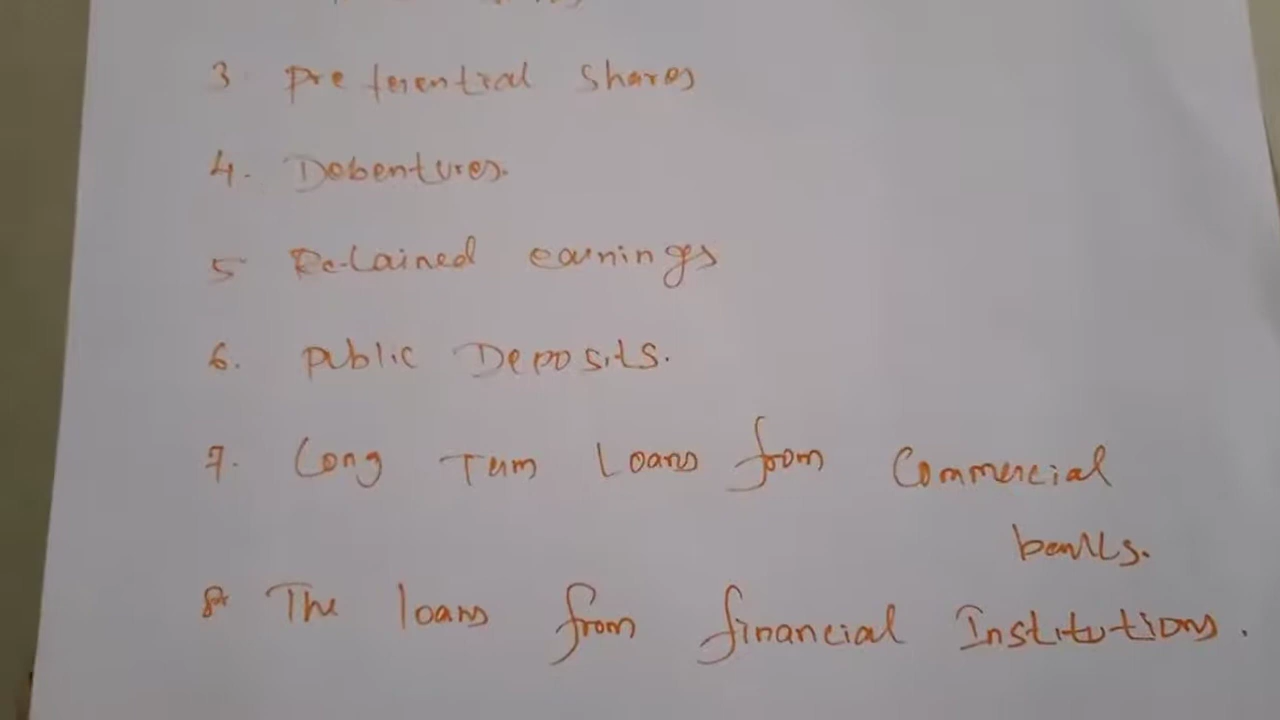 3 Preferential shares
4. Debentures.
5 Retained earnings
6. Public Deposits.
7. Long Term Loans from Commercial
banks.
8. The loans from financial Institutions.